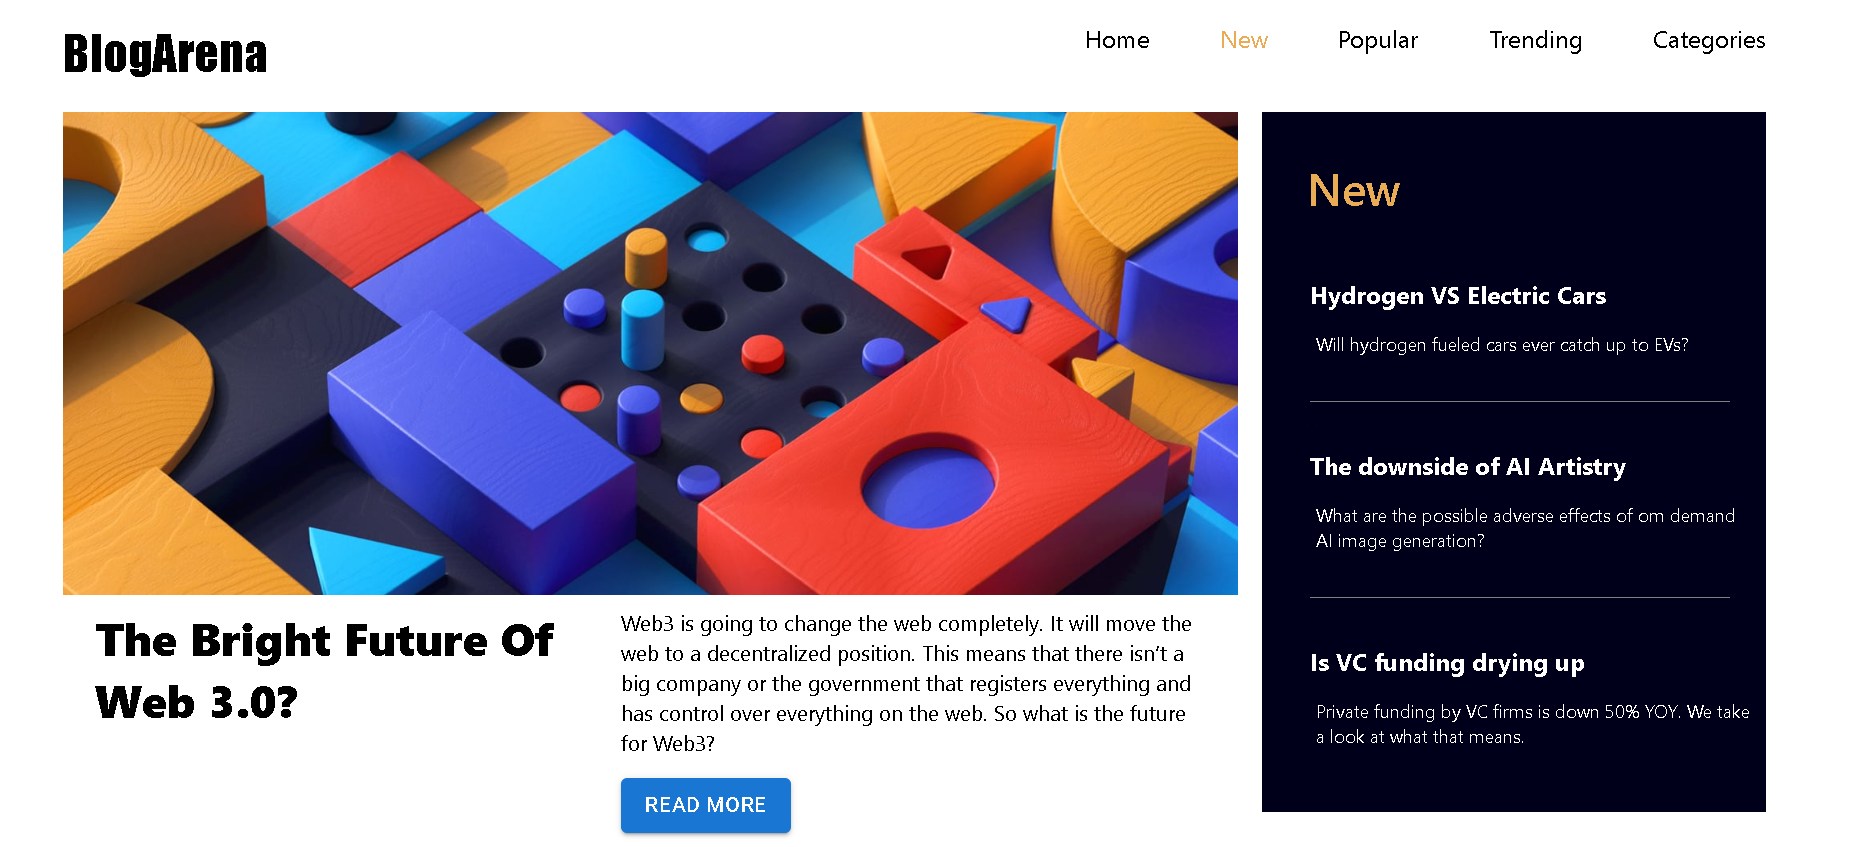 BlogArena
Home
New
Popular
Trending
Categories
New
Hydrogen VS Electric Cars
Will hydrogen fueled cars ever catch up to EVs?
The downside of AI Artistry
What are the possible adverse effects of om demand
AI image generation?
Is VC funding drying up
Private funding by VC firms is down 50% YOY. We take
a look at what that means.
The Bright Future Of
Web 3.0?
Web3 is going to change the web completely. It will move the
web to a decentralized position. This means that there isn’t a
big company or the government that registers everything and
has control over everything on the web. So what is the future
for Web3?
READ MORE